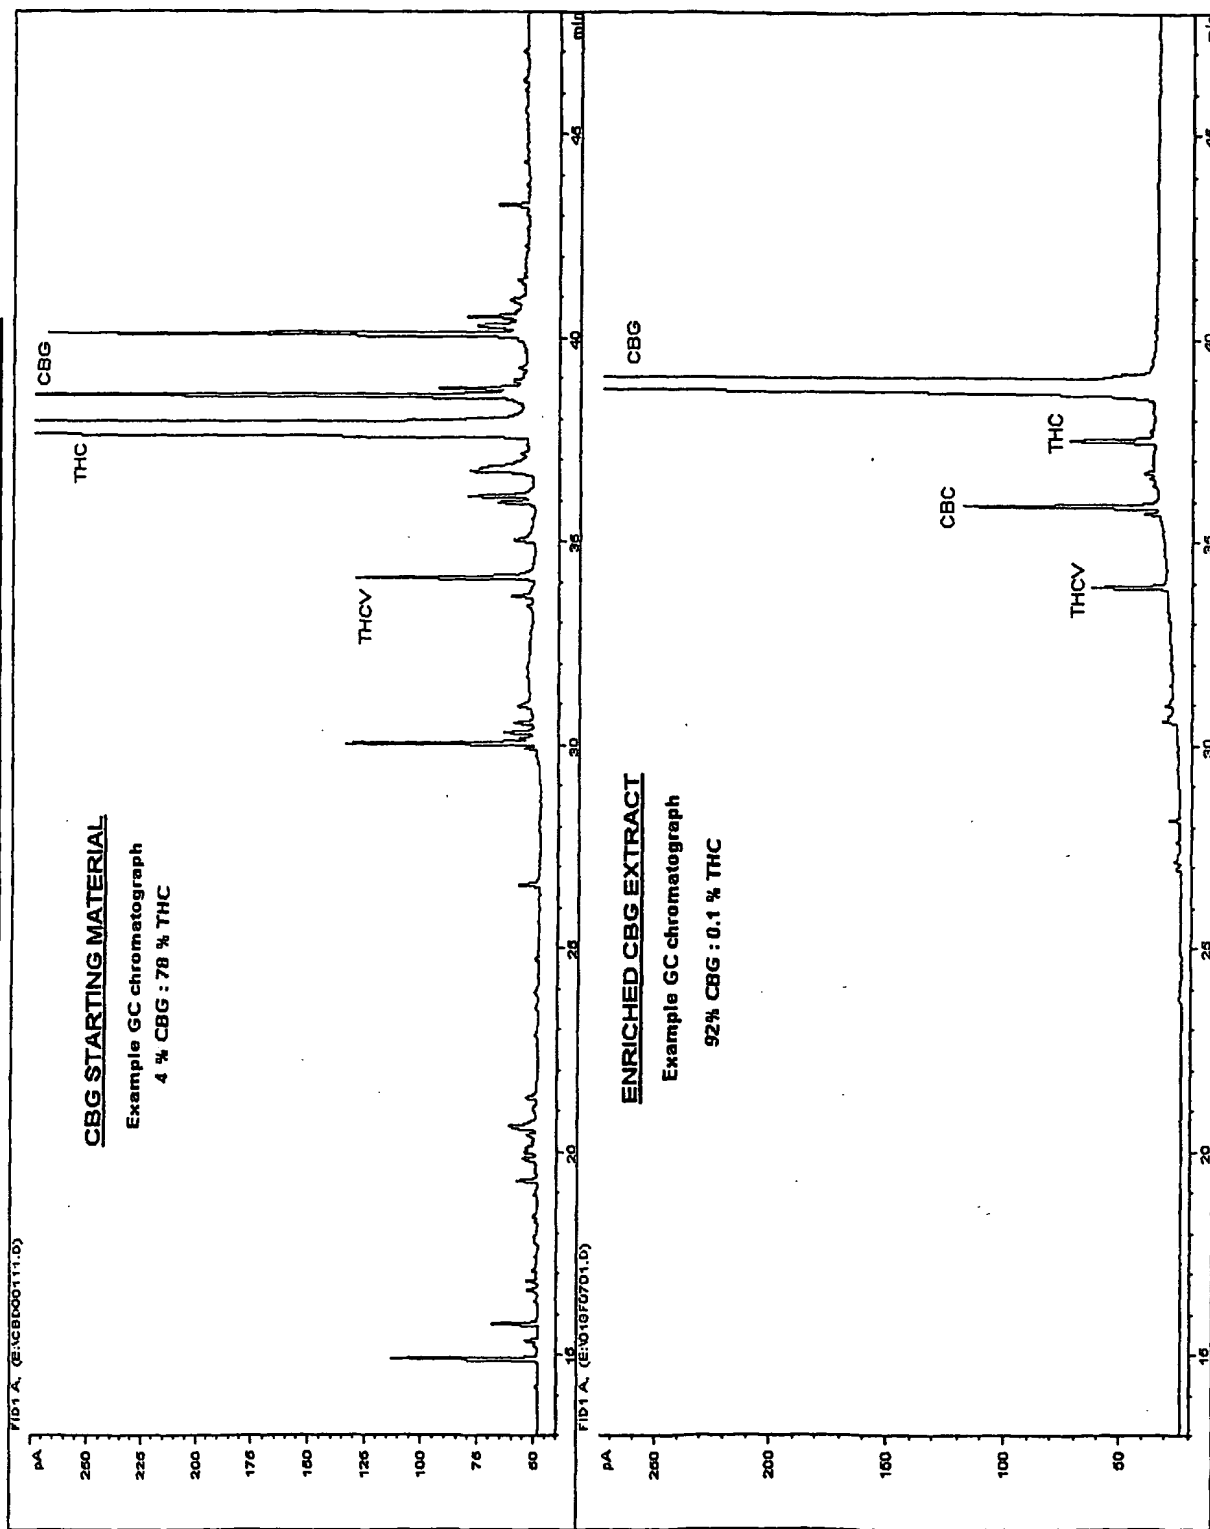 FID1 A, (E:\CBD00111.D)
pA
250
225
200
175
150
125
100
75
50
CBG STARTING MATERIAL
Example GC chromatograph
4 % CBG : 78 % THC
THCV
THC
CBG
15
20
25
30
35
40
45
min
FID1 A,
pA
250
200
150
100
50
ENRICHED CBG EXTRACT
Example GC chromatograph
92% CBG : 0.1 % THC
THCV
CBC
THC
CBG
15
20
25
30
35
40
45